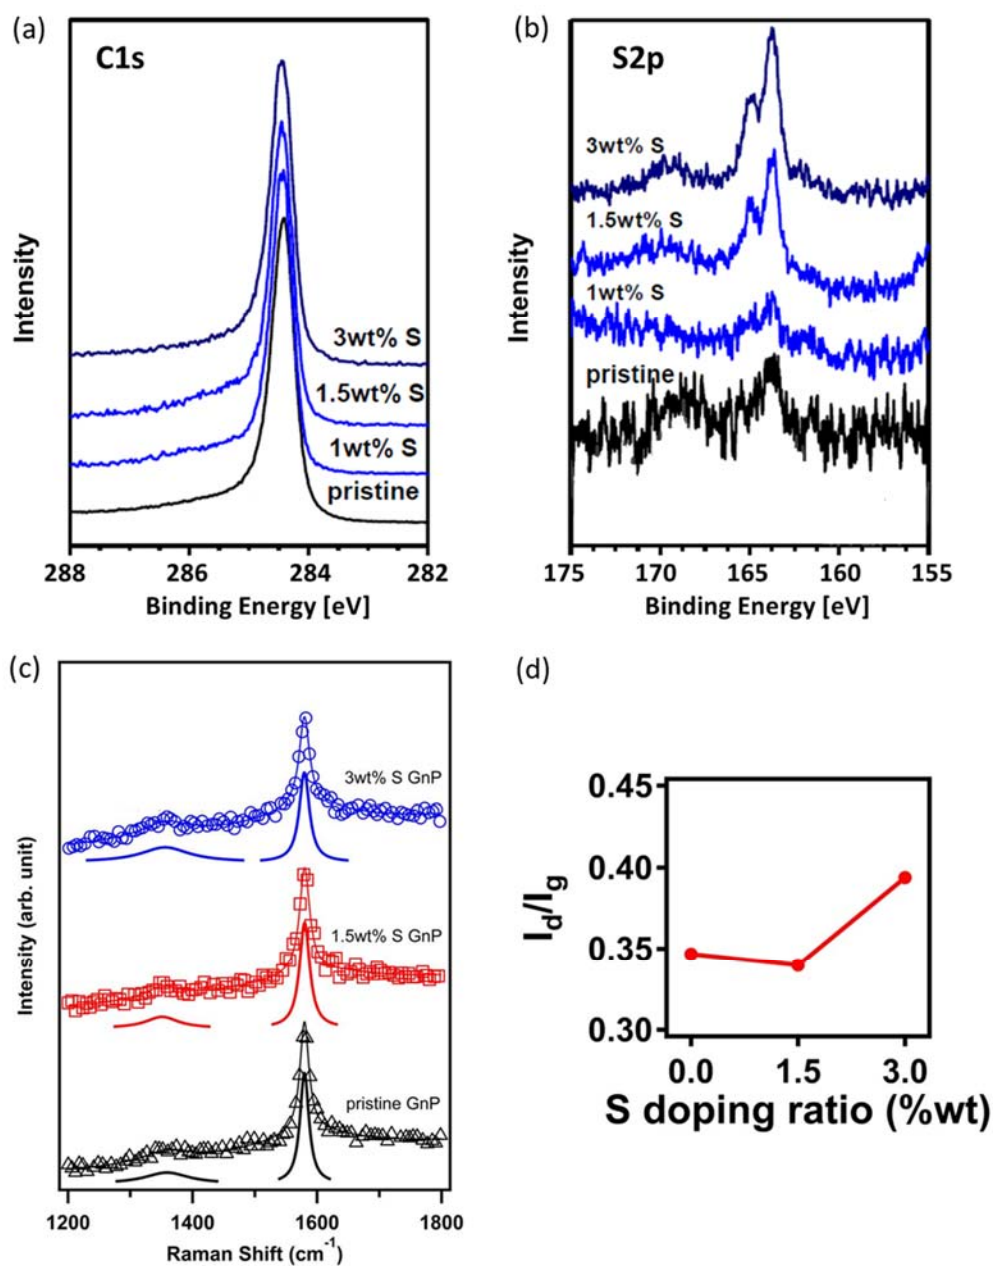 (a)
C1s
Intensity
3wt% S
1.5wt% S
1wt% S
pristine
288 286 284 282
Binding Energy [eV]
(b)
S2p
Intensity
3wt% S
1.5wt% S
1wt% S
pristine
175 170 165 160 155
Binding Energy [eV]
(c)
Intensity (arb. unit)
3wt% S GnP
1.5wt% S GnP
pristine GnP
1200 1400 1600 1800
Raman Shift (cm⁻¹)
(d)
I_d/I_g
0.45
0.40
0.35
0.30
0.0 1.5 3.0
S doping ratio (%wt)